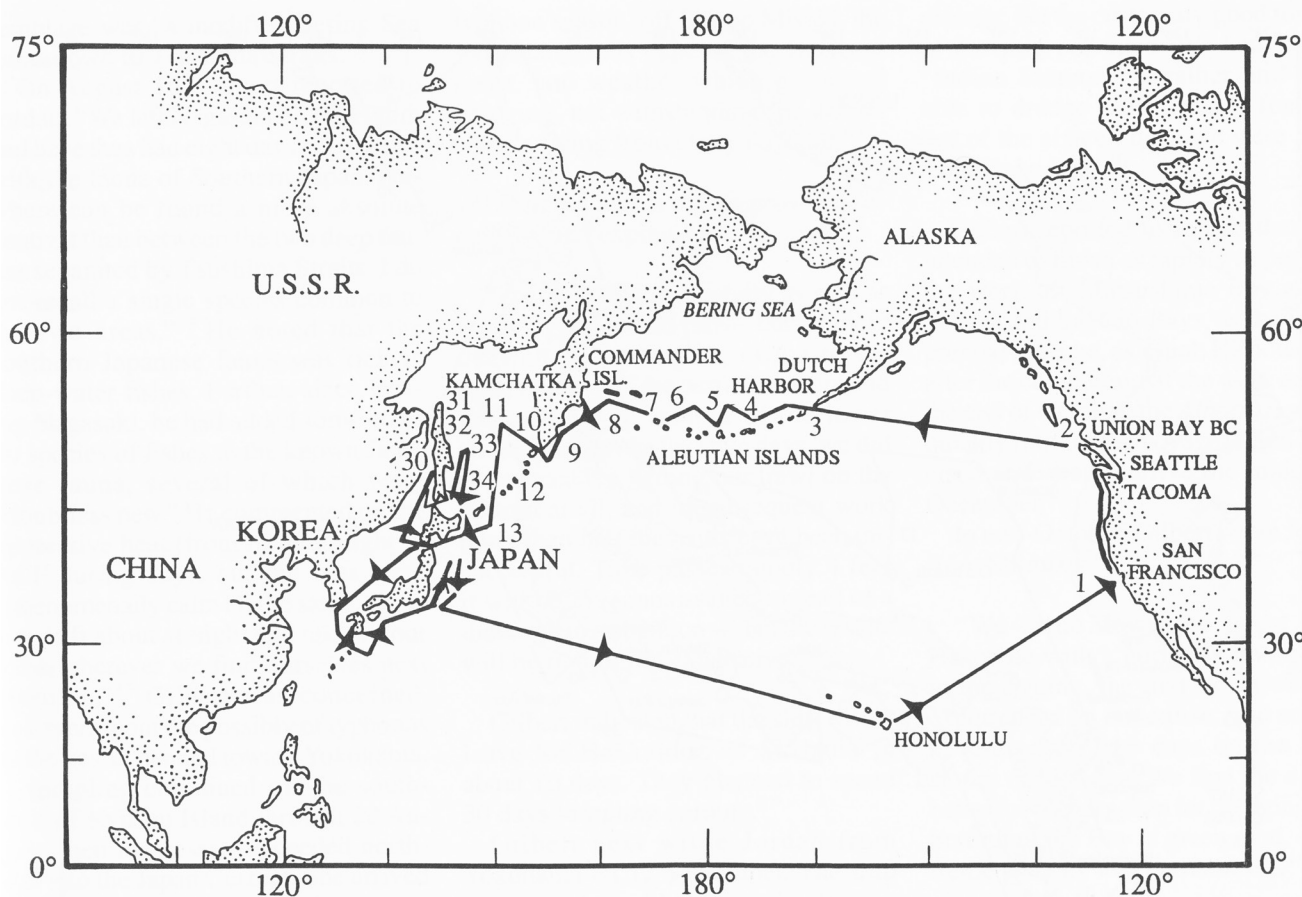 120°
180°
120°
75°
75°
ALASKA
U.S.S.R.
BERING SEA
60°
60°
COMMANDER
ISL.
DUTCH
HARBOR
KAMCHATKA
31
11
10
7
6
5
4
32
8
3
2
UNION BAY BC
33
9
ALEUTIAN ISLANDS
30
SEATTLE
34
12
TACOMA
KOREA
13
JAPAN
CHINA
SAN
FRANCISCO
1
30°
30°
HONOLULU
0°
0°
120°
180°
120°